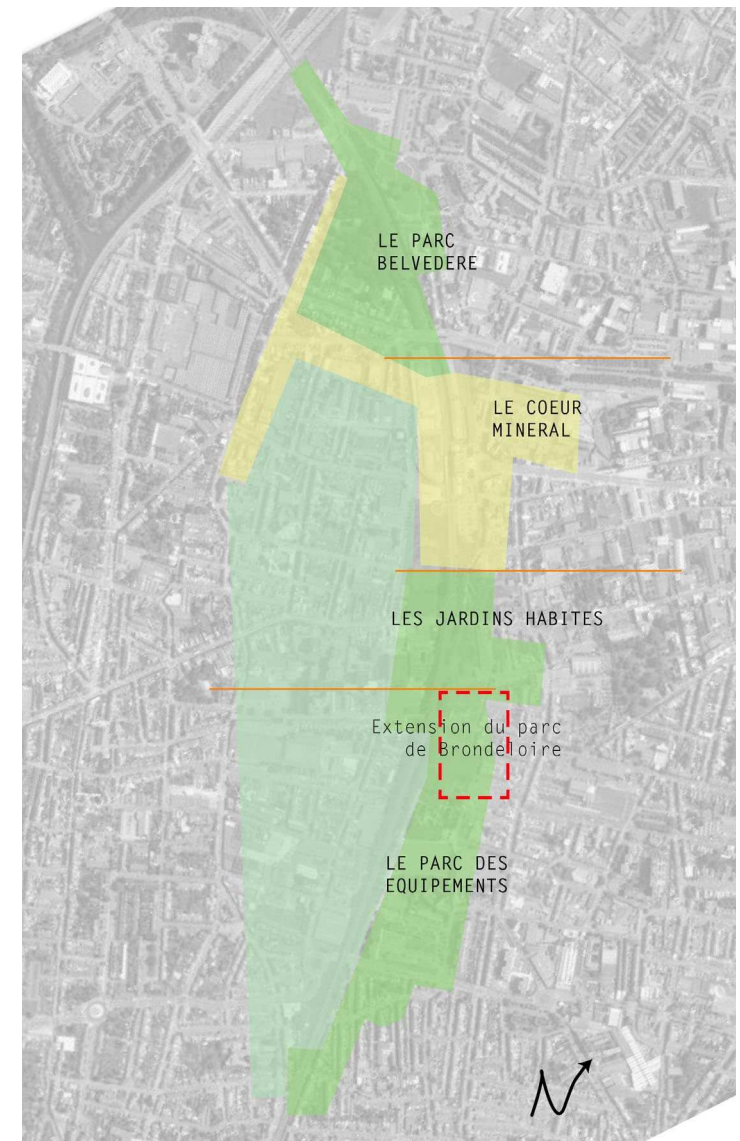 LE PARC
BELVEDERE
LE COEUR
MINERAL
LES JARDINS HABITES
Extension du parc
de Brondeloire
LE PARC DES
EQUIPEMENTS
N